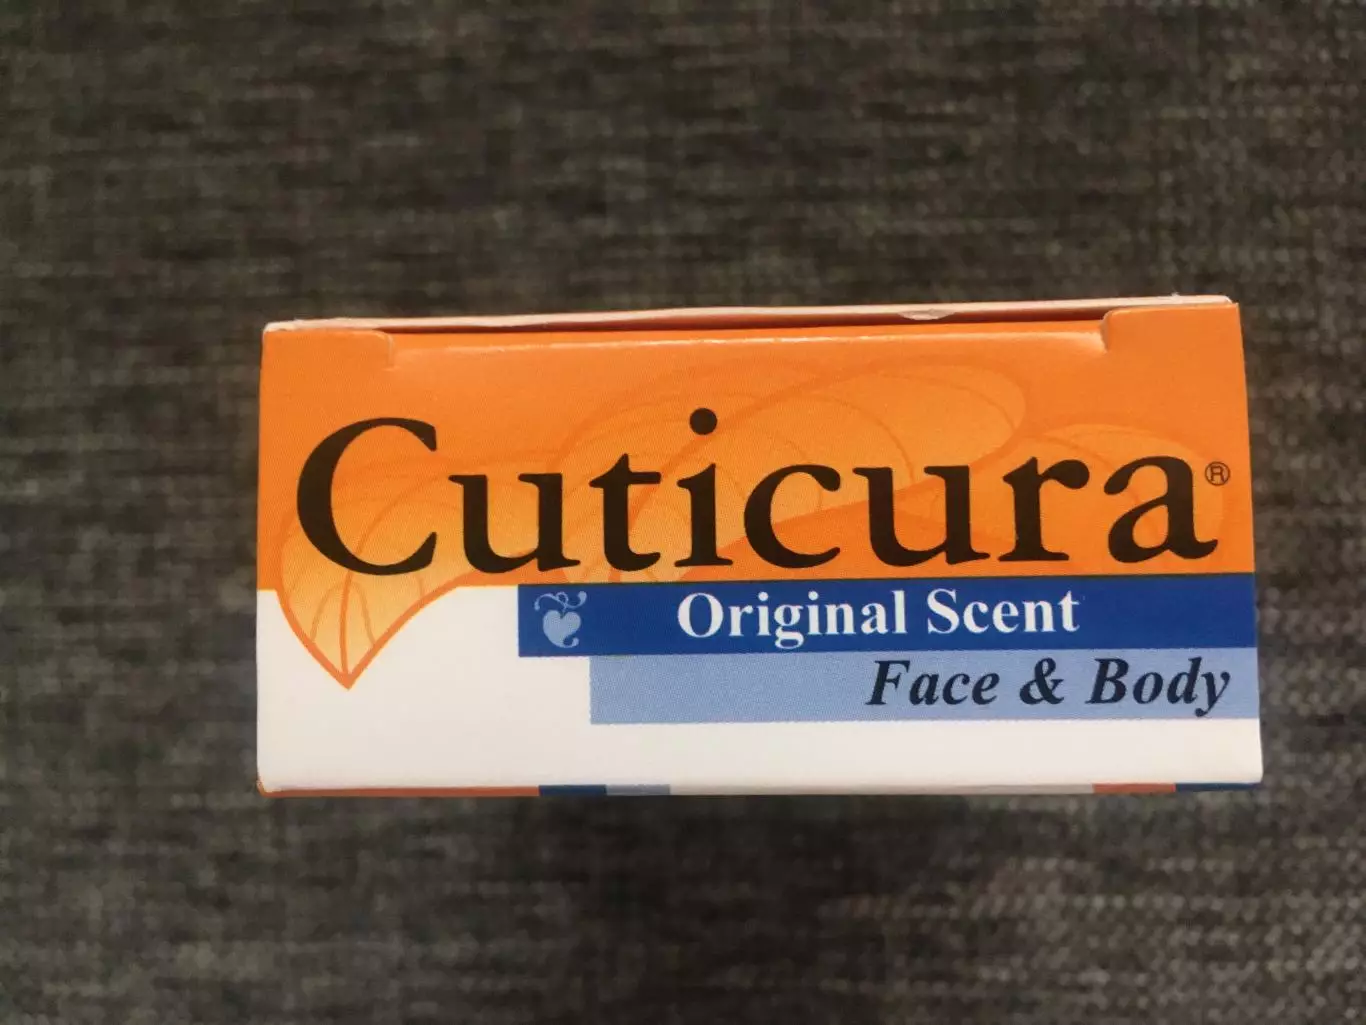 Cuticura®
Original Scent
Face & Body